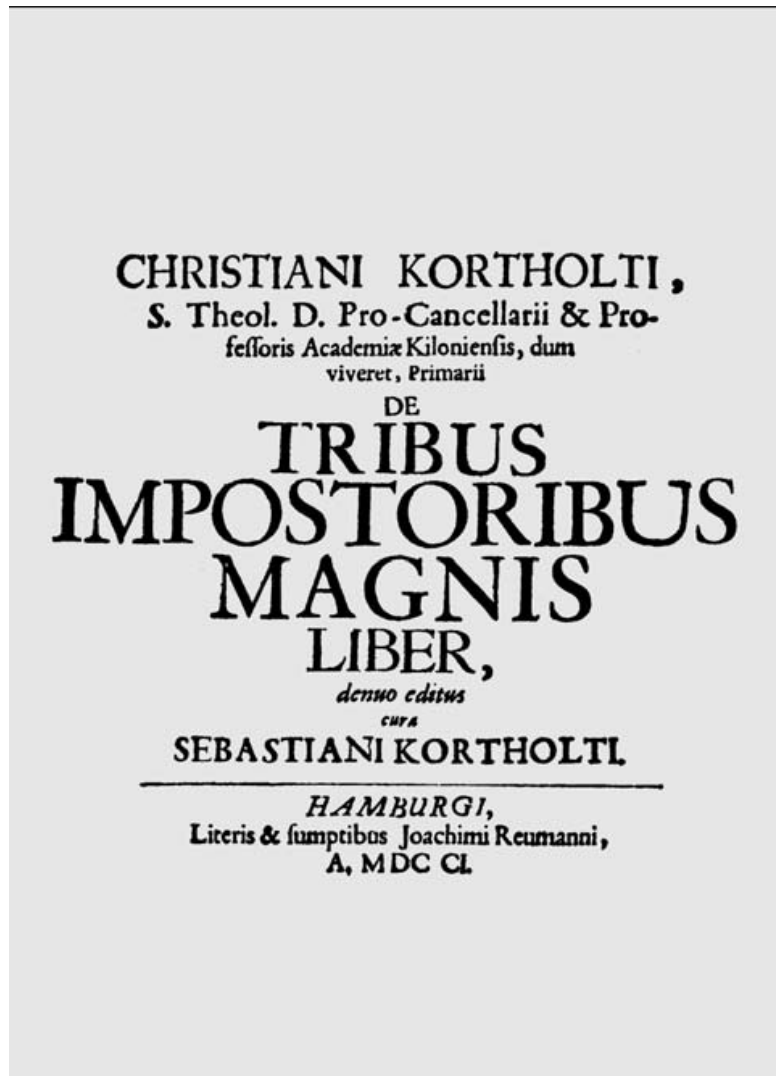 CHRISTIANI KORTHOLTI,
S. Theol. D. Pro-Cancellarii & Pro-
feſſoris Academiæ Kilonienſis, dum
viveret, Primarii
DE
TRIBUS
IMPOSTORIBUS
MAGNIS
LIBER,
denuo editus
cura
SEBASTIANI KORTHOLTI.
HAMBURGI,
Literis & ſumptibus Joachimi Reumanni,
A, MDC CI.